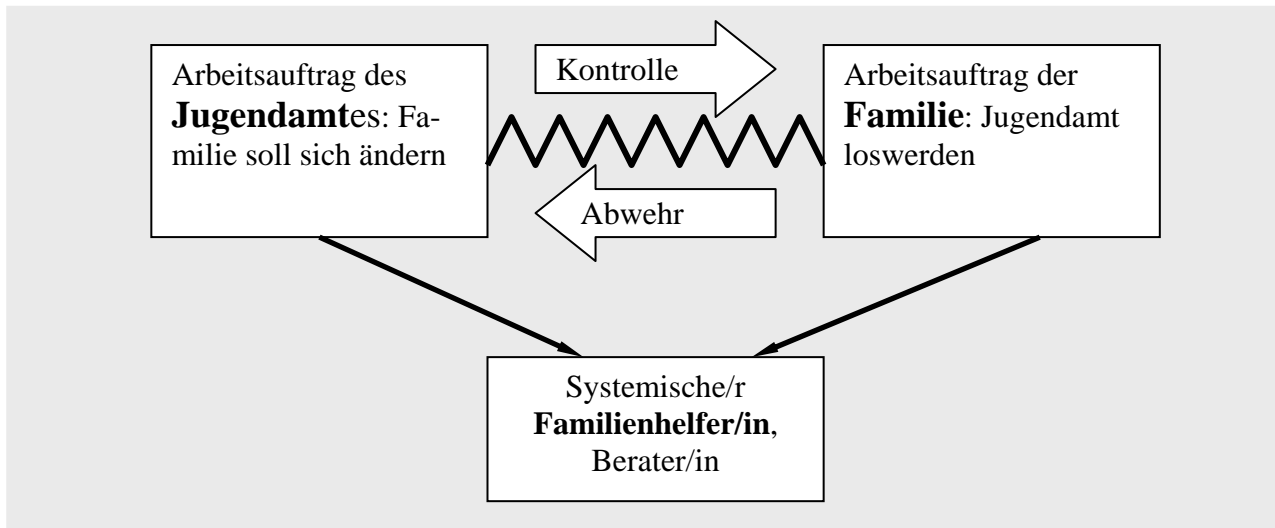 Arbeitsauftrag des
Jugendamtes: Fa-
milie soll sich ändern
Kontrolle
Abwehr
Arbeitsauftrag der
Familie: Jugendamt
loswerden
Systemische/r
Familienhelfer/in,
Berater/in